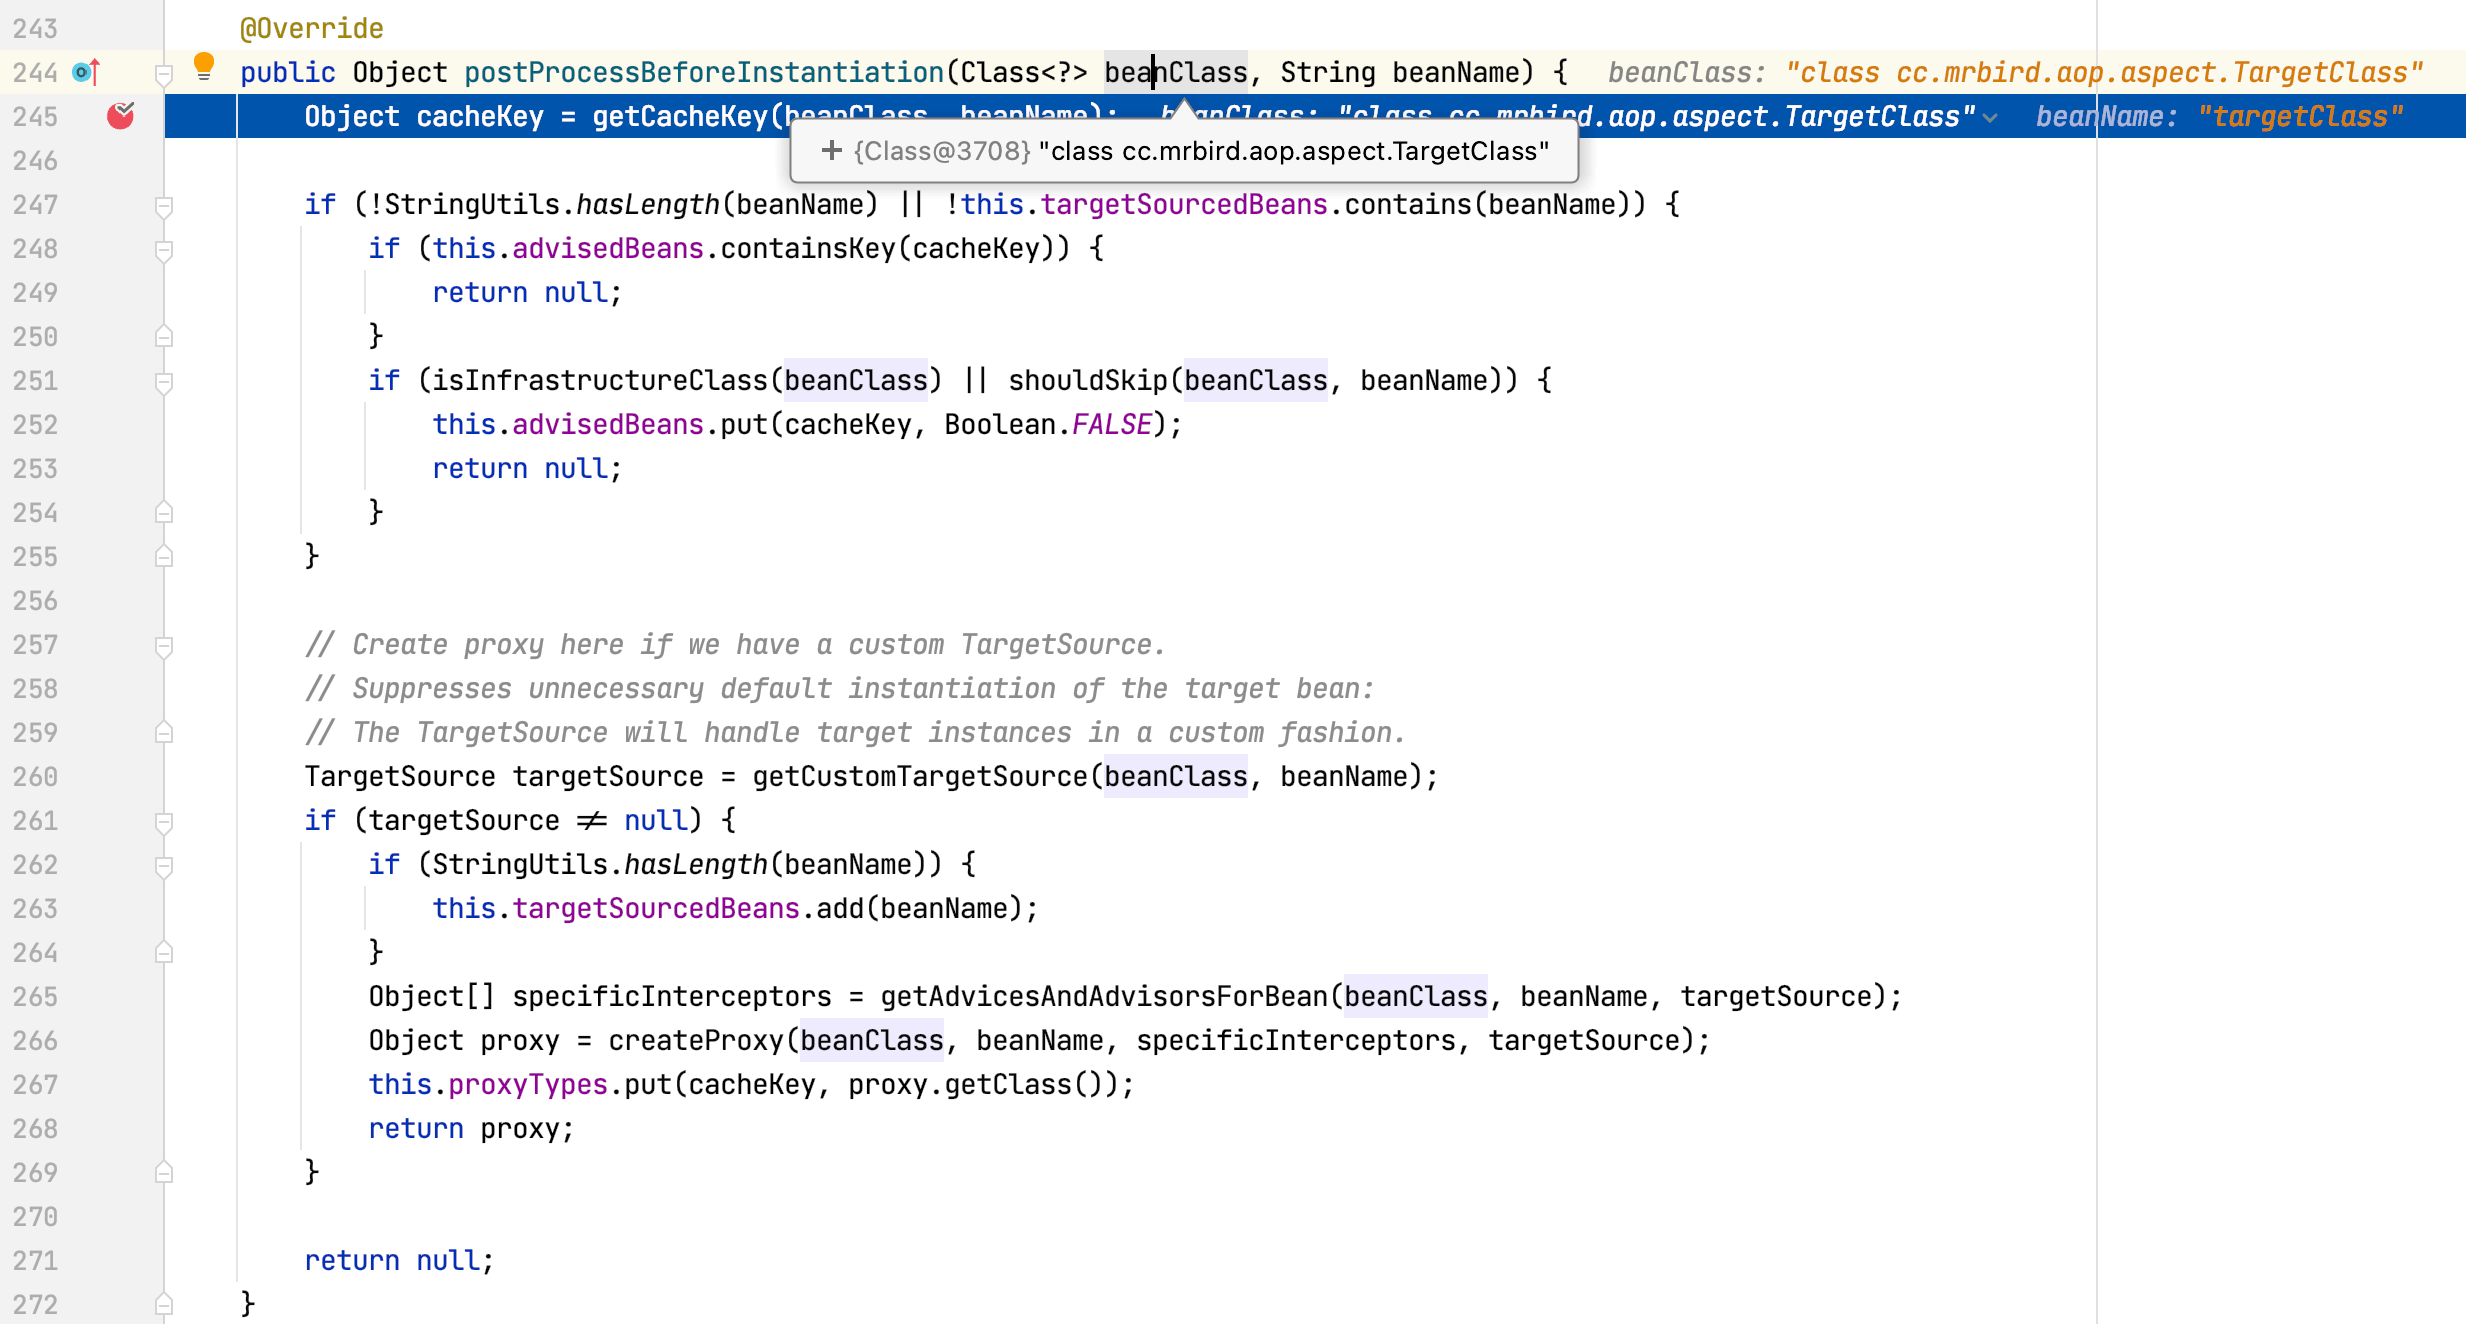 243 @Override
244 public Object postProcessBeforeInstantiation(Class<?> beanClass, String beanName) { beanClass: "class cc.mrbird.aop.aspect.TargetClass"
245 Object cacheKey = getCacheKey(beanClass, beanName); beanClass: "class cc.mrbird.aop.aspect.TargetClass" beanName: "targetClass"
+ {Class@3708} "class cc.mrbird.aop.aspect.TargetClass"
246
247 if (!StringUtils.hasLength(beanName) || !this.targetSourcedBeans.contains(beanName)) {
248 if (this.advisedBeans.containsKey(cacheKey)) {
249 return null;
250 }
251 if (isInfrastructureClass(beanClass) || shouldSkip(beanClass, beanName)) {
252 this.advisedBeans.put(cacheKey, Boolean.FALSE);
253 return null;
254 }
255 }
256
257 // Create proxy here if we have a custom TargetSource.
258 // Suppresses unnecessary default instantiation of the target bean:
259 // The TargetSource will handle target instances in a custom fashion.
260 TargetSource targetSource = getCustomTargetSource(beanClass, beanName);
261 if (targetSource ≠ null) {
262 if (StringUtils.hasLength(beanName)) {
263 this.targetSourcedBeans.add(beanName);
264 }
265 Object[] specificInterceptors = getAdvicesAndAdvisorsForBean(beanClass, beanName, targetSource);
266 Object proxy = createProxy(beanClass, beanName, specificInterceptors, targetSource);
267 this.proxyTypes.put(cacheKey, proxy.getClass());
268 return proxy;
269 }
270
271 return null;
272 }